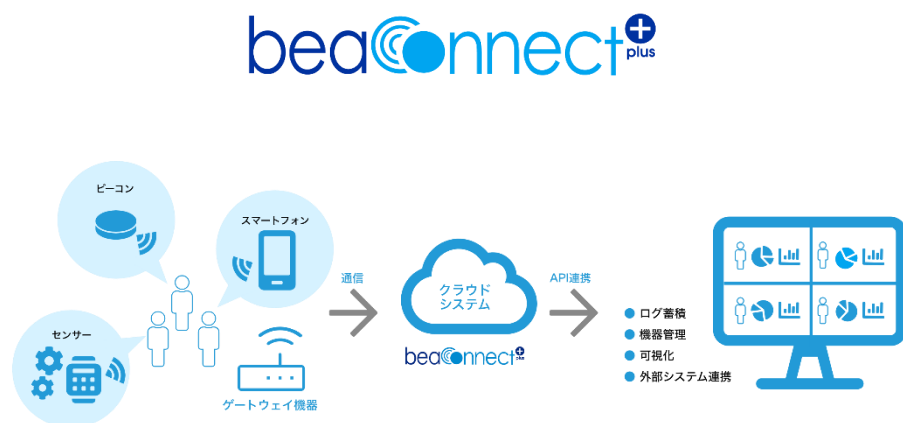 beaconnect plus
ビーコン
スマートフォン
センサー
ゲートウェイ機器
通信
クラウド
システム
beaconnect plus
API連携
ログ蓄積
機器管理
可視化
外部システム連携